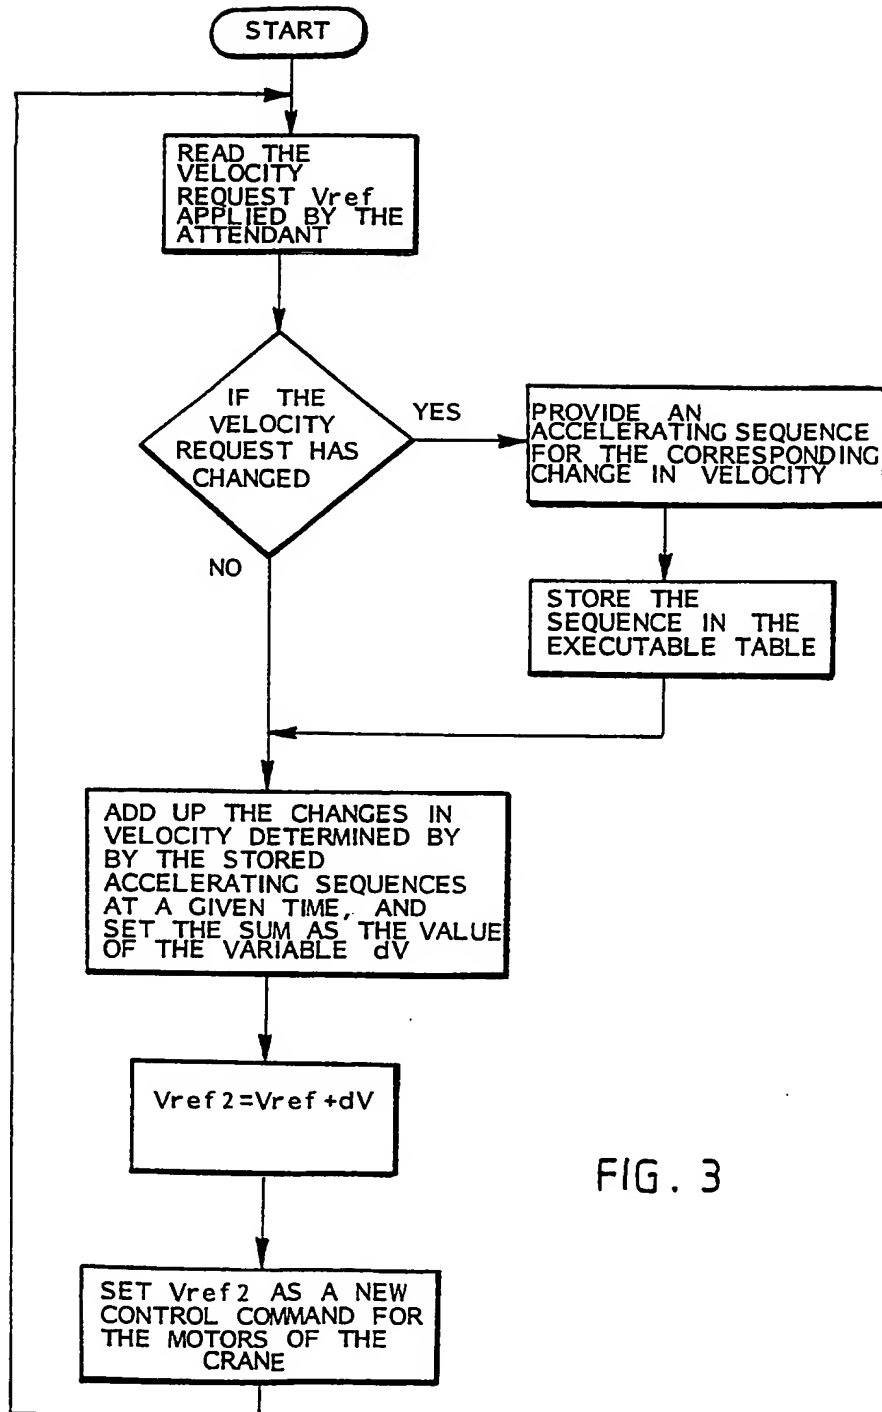 START
READ THE
VELOCITY
REQUEST Vref
APPLIED BY THE
ATTENDANT
IF THE
VELOCITY
REQUEST HAS
CHANGED
YES
NO
PROVIDE AN
ACCELERATING SEQUENCE
FOR THE CORRESPONDING
CHANGE IN VELOCITY
STORE THE
SEQUENCE IN THE
EXECUTABLE TABLE
ADD UP THE CHANGES IN
VELOCITY DETERMINED BY
BY THE STORED
ACCELERATING SEQUENCES
AT A GIVEN TIME, AND
SET THE SUM AS THE VALUE
OF THE VARIABLE dV
Vref2=Vref+dV
FIG. 3
SET Vref2 AS A NEW
CONTROL COMMAND FOR
THE MOTORS OF THE
CRANE